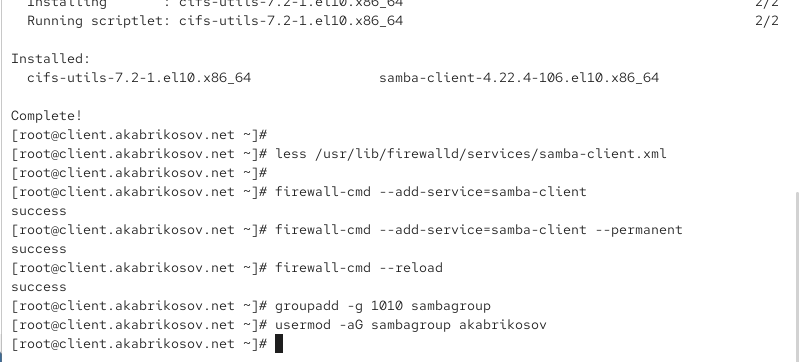 Installing       : cifs-utils-7.2-1.el10.x86_64                                            2/2
  Running scriptlet: cifs-utils-7.2-1.el10.x86_64                                            2/2

Installed:
  cifs-utils-7.2-1.el10.x86_64                samba-client-4.22.4-106.el10.x86_64

Complete!
[root@client.akabrikosov.net ~]#
[root@client.akabrikosov.net ~]# less /usr/lib/firewalld/services/samba-client.xml
[root@client.akabrikosov.net ~]#
[root@client.akabrikosov.net ~]# firewall-cmd --add-service=samba-client
success
[root@client.akabrikosov.net ~]# firewall-cmd --add-service=samba-client --permanent
success
[root@client.akabrikosov.net ~]# firewall-cmd --reload
success
[root@client.akabrikosov.net ~]# groupadd -g 1010 sambagroup
[root@client.akabrikosov.net ~]# usermod -aG sambagroup akabrikosov
[root@client.akabrikosov.net ~]#